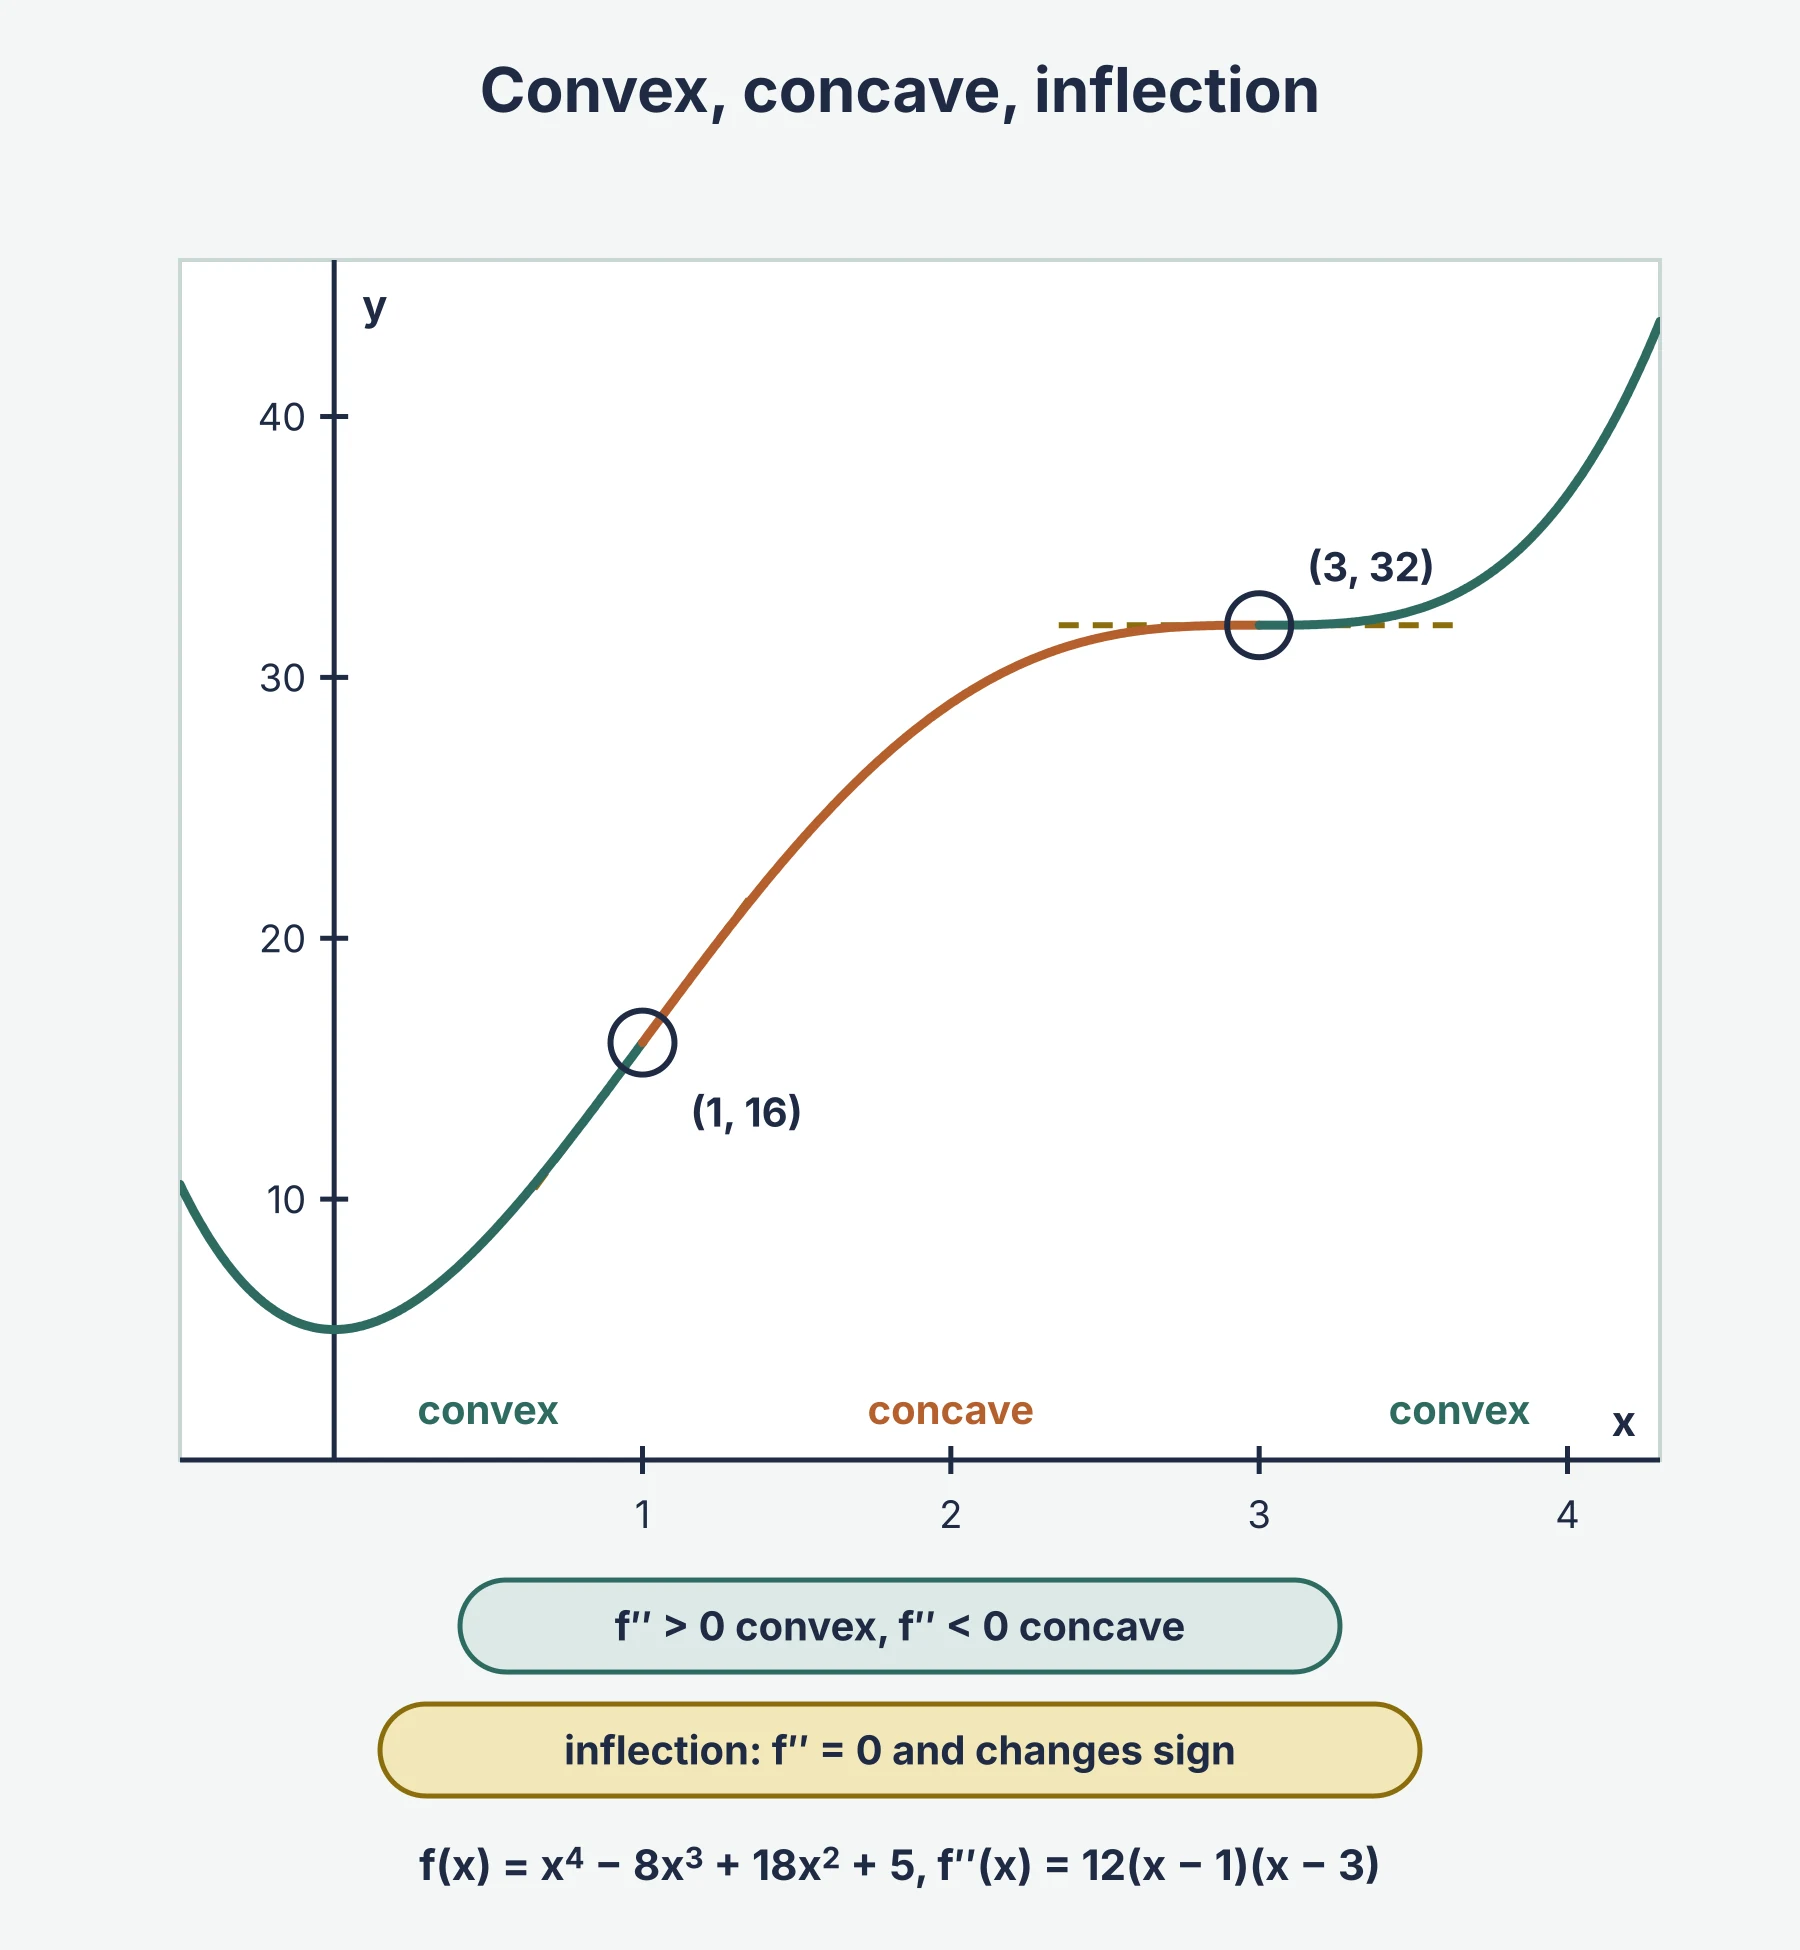 Convex, concave, inflection
y
40
30
20
10
(3, 32)
(1, 16)
convex
concave
convex
x
1
2
3
4
f″ > 0 convex, f″ < 0 concave
inflection: f″ = 0 and changes sign
f(x) = x⁴ − 8x³ + 18x² + 5, f″(x) = 12(x − 1)(x − 3)